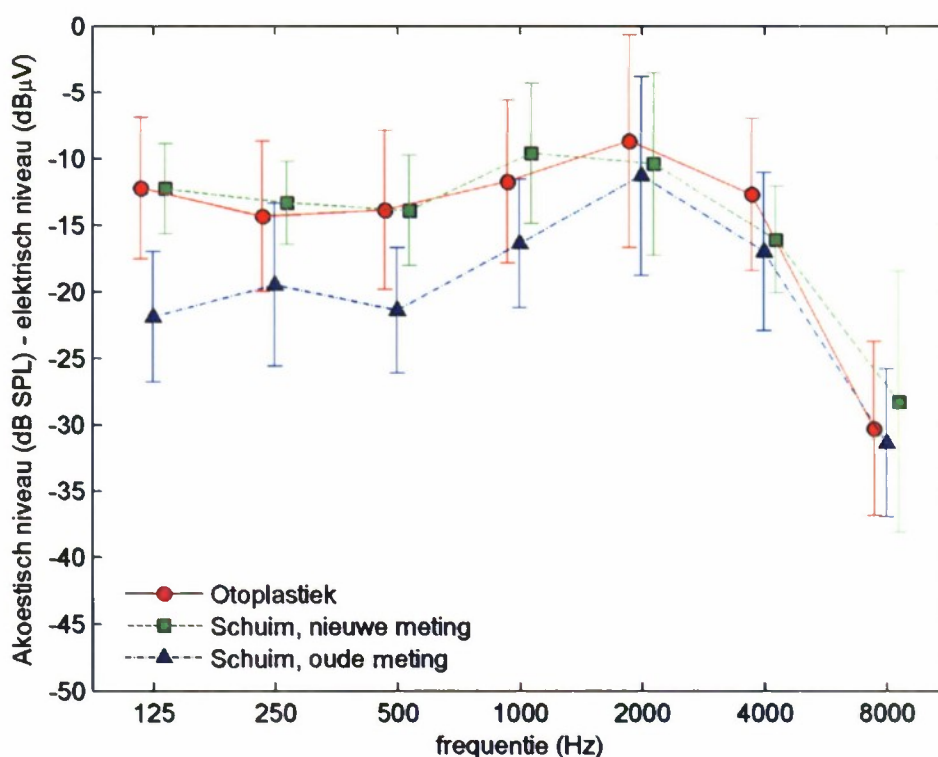 Akoestisch niveau (dB SPL) - elektrisch niveau (dBµV)
0
-5
-10
-15
-20
-25
-30
-35
-40
-45
-50
Otoplastiek
Schuim, nieuwe meting
Schuim, oude meting
125 250 500 1000 2000 4000 8000
frequentie (Hz)